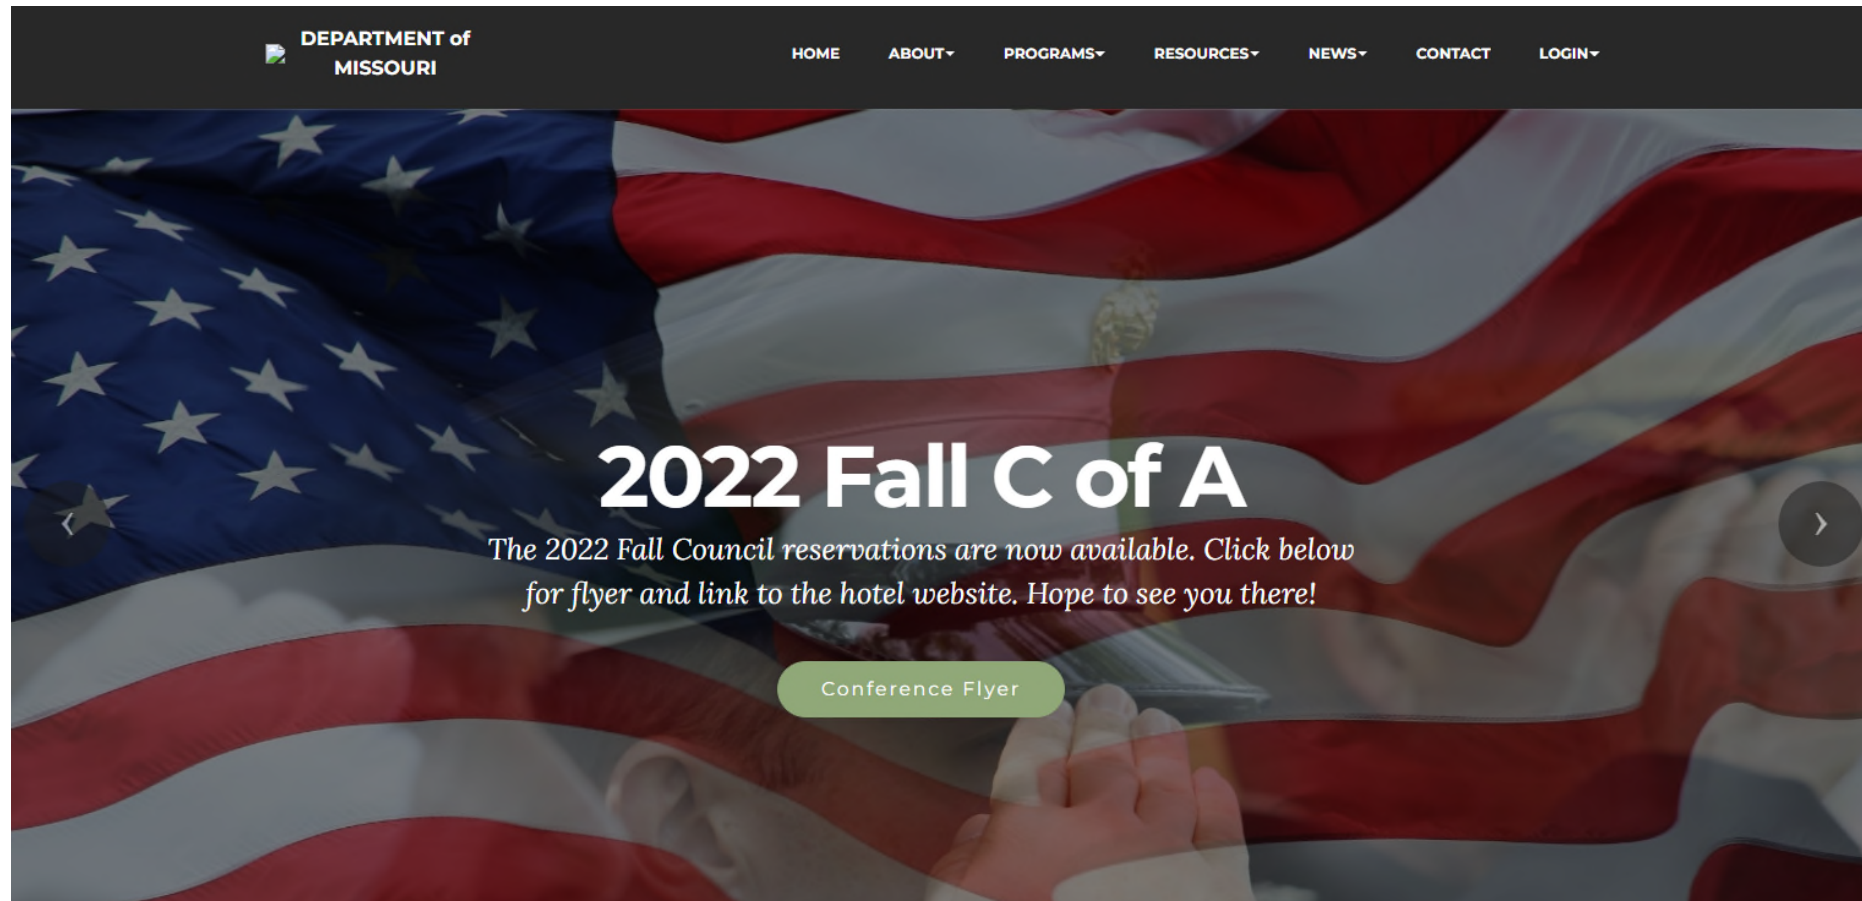 DEPARTMENT of
MISSOURI
HOME ABOUT PROGRAMS RESOURCES NEWS CONTACT LOGIN
2022 Fall C of A
The 2022 Fall Council reservations are now available. Click below
for flyer and link to the hotel website. Hope to see you there!
Conference Flyer